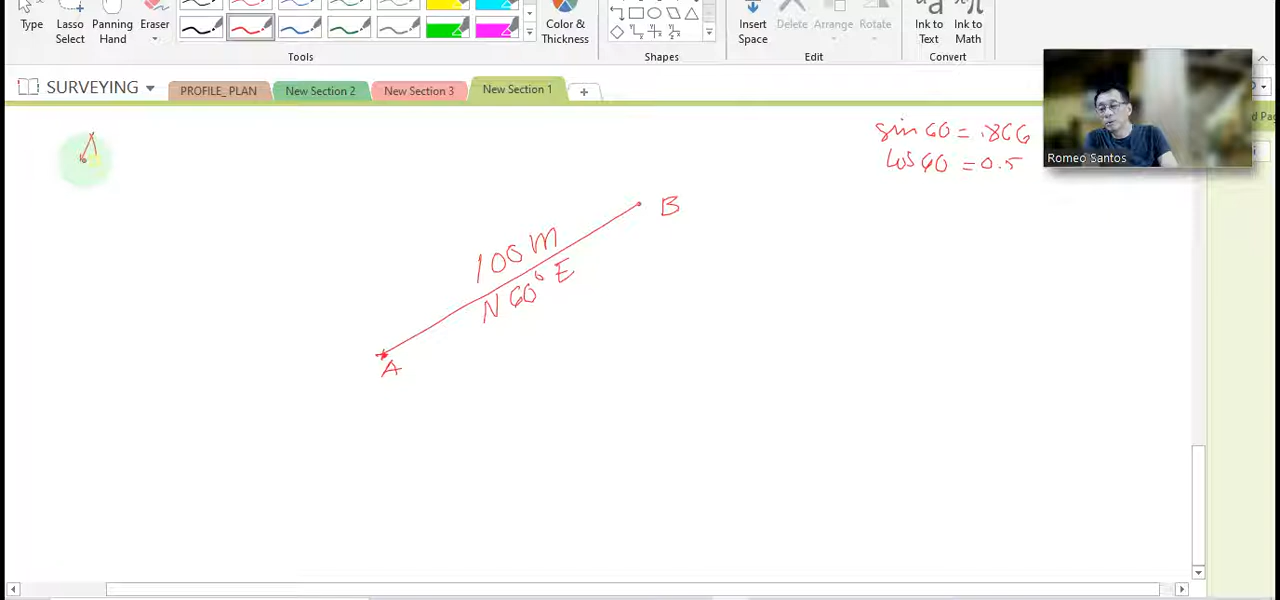 Type
Lasso
Select
Panning
Hand
Eraser
Color &
Thickness
Insert
Space
Delete
Arrange
Rotate
Ink to
Text
Ink to
Math
Tools
Shapes
Edit
Convert
SURVEYING
PROFILE_ PLAN
New Section 2
New Section 3
New Section 1
sin 60 = .866
cos 60 = 0.5
Romeo Santos
B
100 m
N 60° E
A